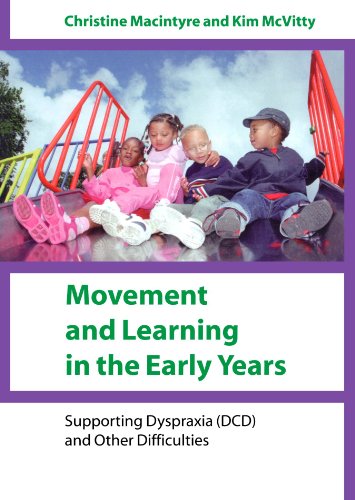 Christine Macintyre and Kim McVitty
Movement
and Learning
in the Early Years
Supporting Dyspraxia (DCD)
and Other Difficulties